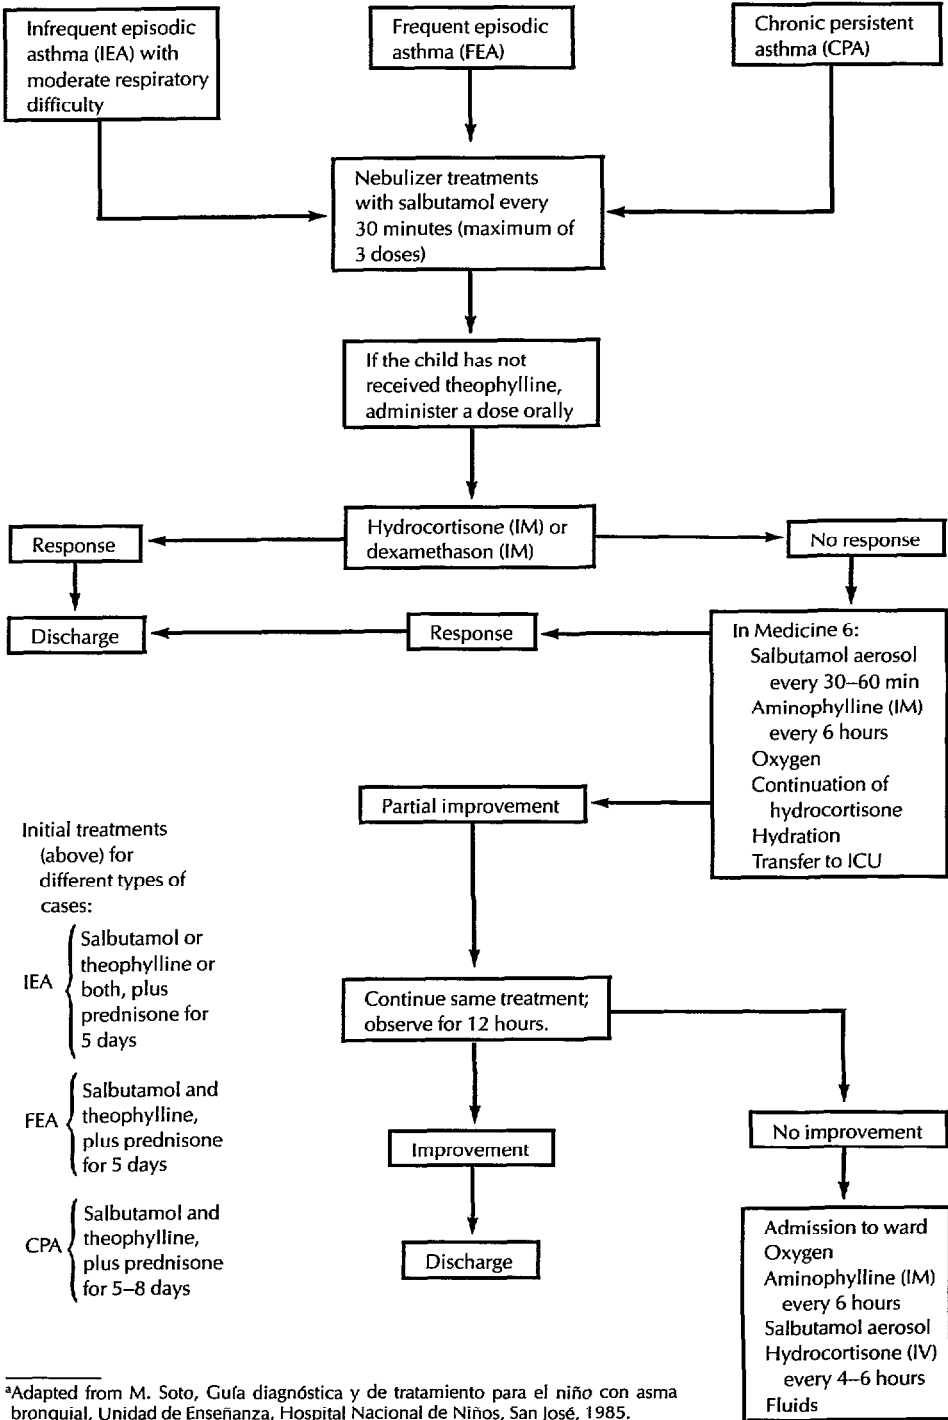 Infrequent episodic
asthma (IEA) with
moderate respiratory
difficulty
Frequent episodic
asthma (FEA)
Chronic persistent
asthma (CPA)
Nebulizer treatments
with salbutamol every
30 minutes (maximum of
3 doses)
If the child has not
received theophylline,
administer a dose orally
Hydrocortisone (IM) or
dexamethason (IM)
Response
No response
Discharge
Response
In Medicine 6:
Salbutamol aerosol
every 30–60 min
Aminophylline (IM)
every 6 hours
Oxygen
Continuation of
hydrocortisone
Hydration
Transfer to ICU
Partial improvement
Initial treatments
(above) for
different types of
cases:
IEA
Salbutamol or
theophylline or
both, plus
prednisone for
5 days
FEA
Salbutamol and
theophylline,
plus prednisone
for 5 days
CPA
Salbutamol and
theophylline,
plus prednisone
for 5–8 days
Continue same treatment;
observe for 12 hours.
Improvement
Discharge
No improvement
Admission to ward
Oxygen
Aminophylline (IM)
every 6 hours
Salbutamol aerosol
Hydrocortisone (IV)
every 4–6 hours
Fluids
ᵃAdapted from M. Soto, Guía diagnóstica y de tratamiento para el niño con asma
bronquial, Unidad de Enseñanza, Hospital Nacional de Niños, San José, 1985.